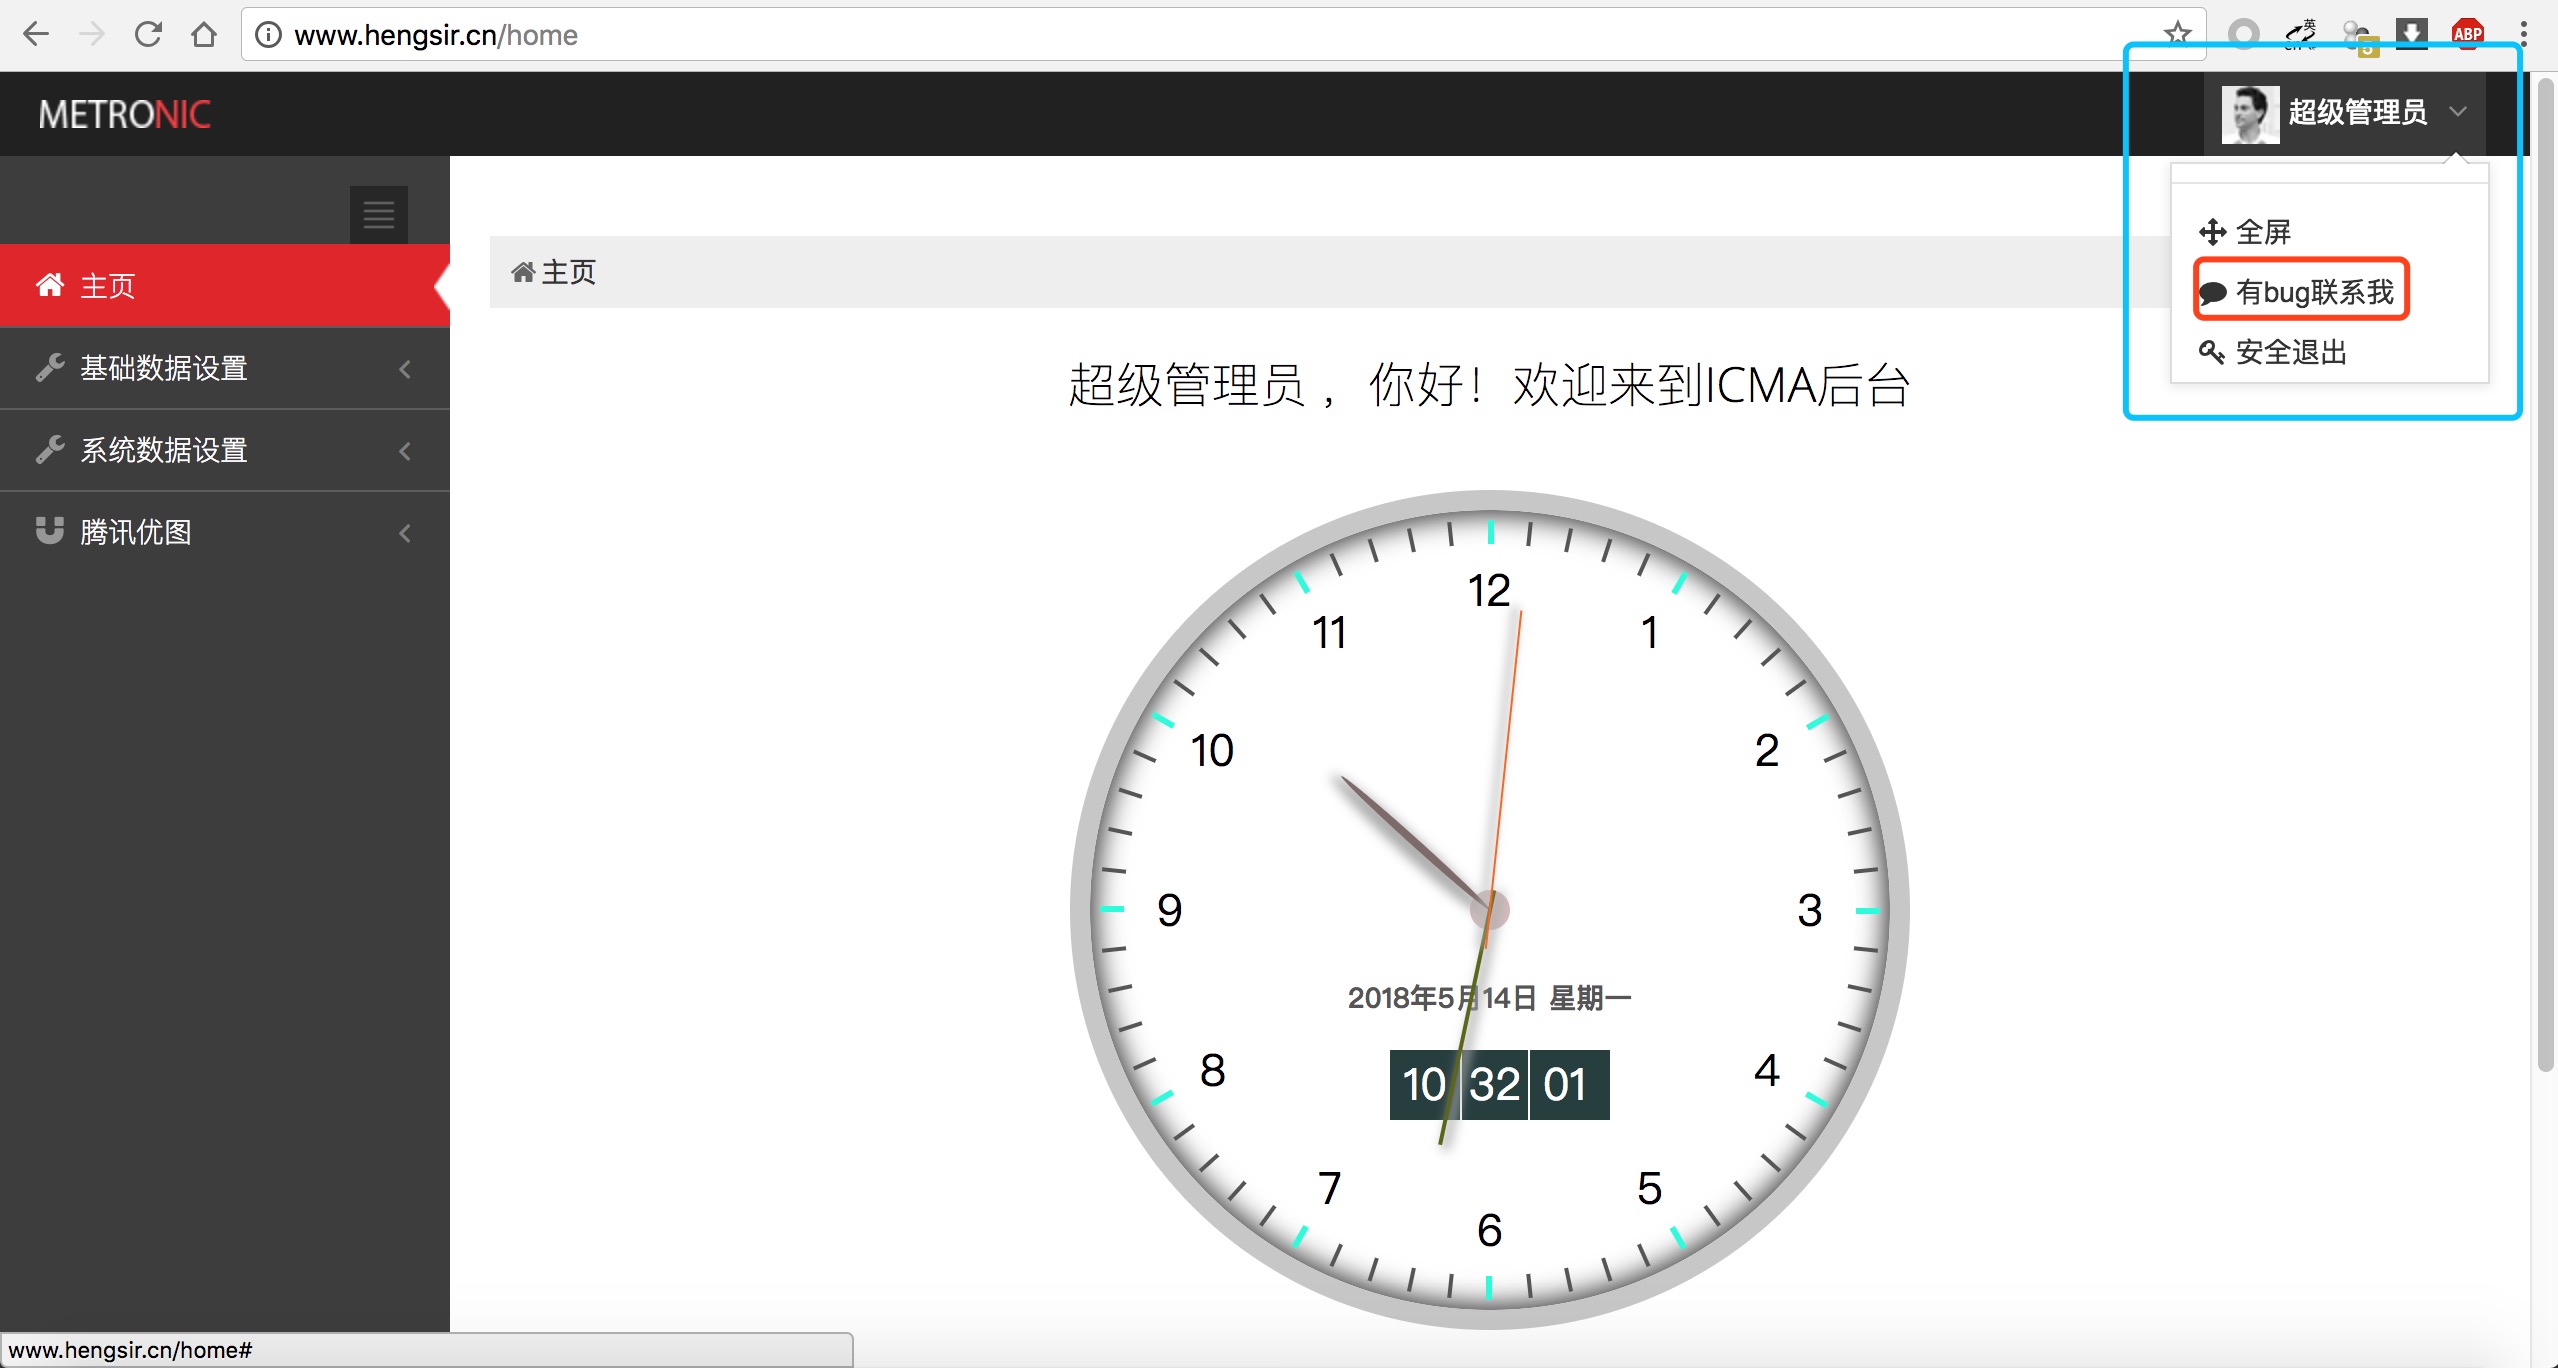 www.hengsir.cn/home
英
5
ABP
METRONIC
超级管理员
全屏
有bug联系我
安全退出
主页
基础数据设置
系统数据设置
腾讯优图
主页
超级管理员 ，你好！欢迎来到ICMA后台
12
11
1
10
2
9
3
8
4
7
5
6
2018年5月14日 星期一
10 32 01
www.hengsir.cn/home#